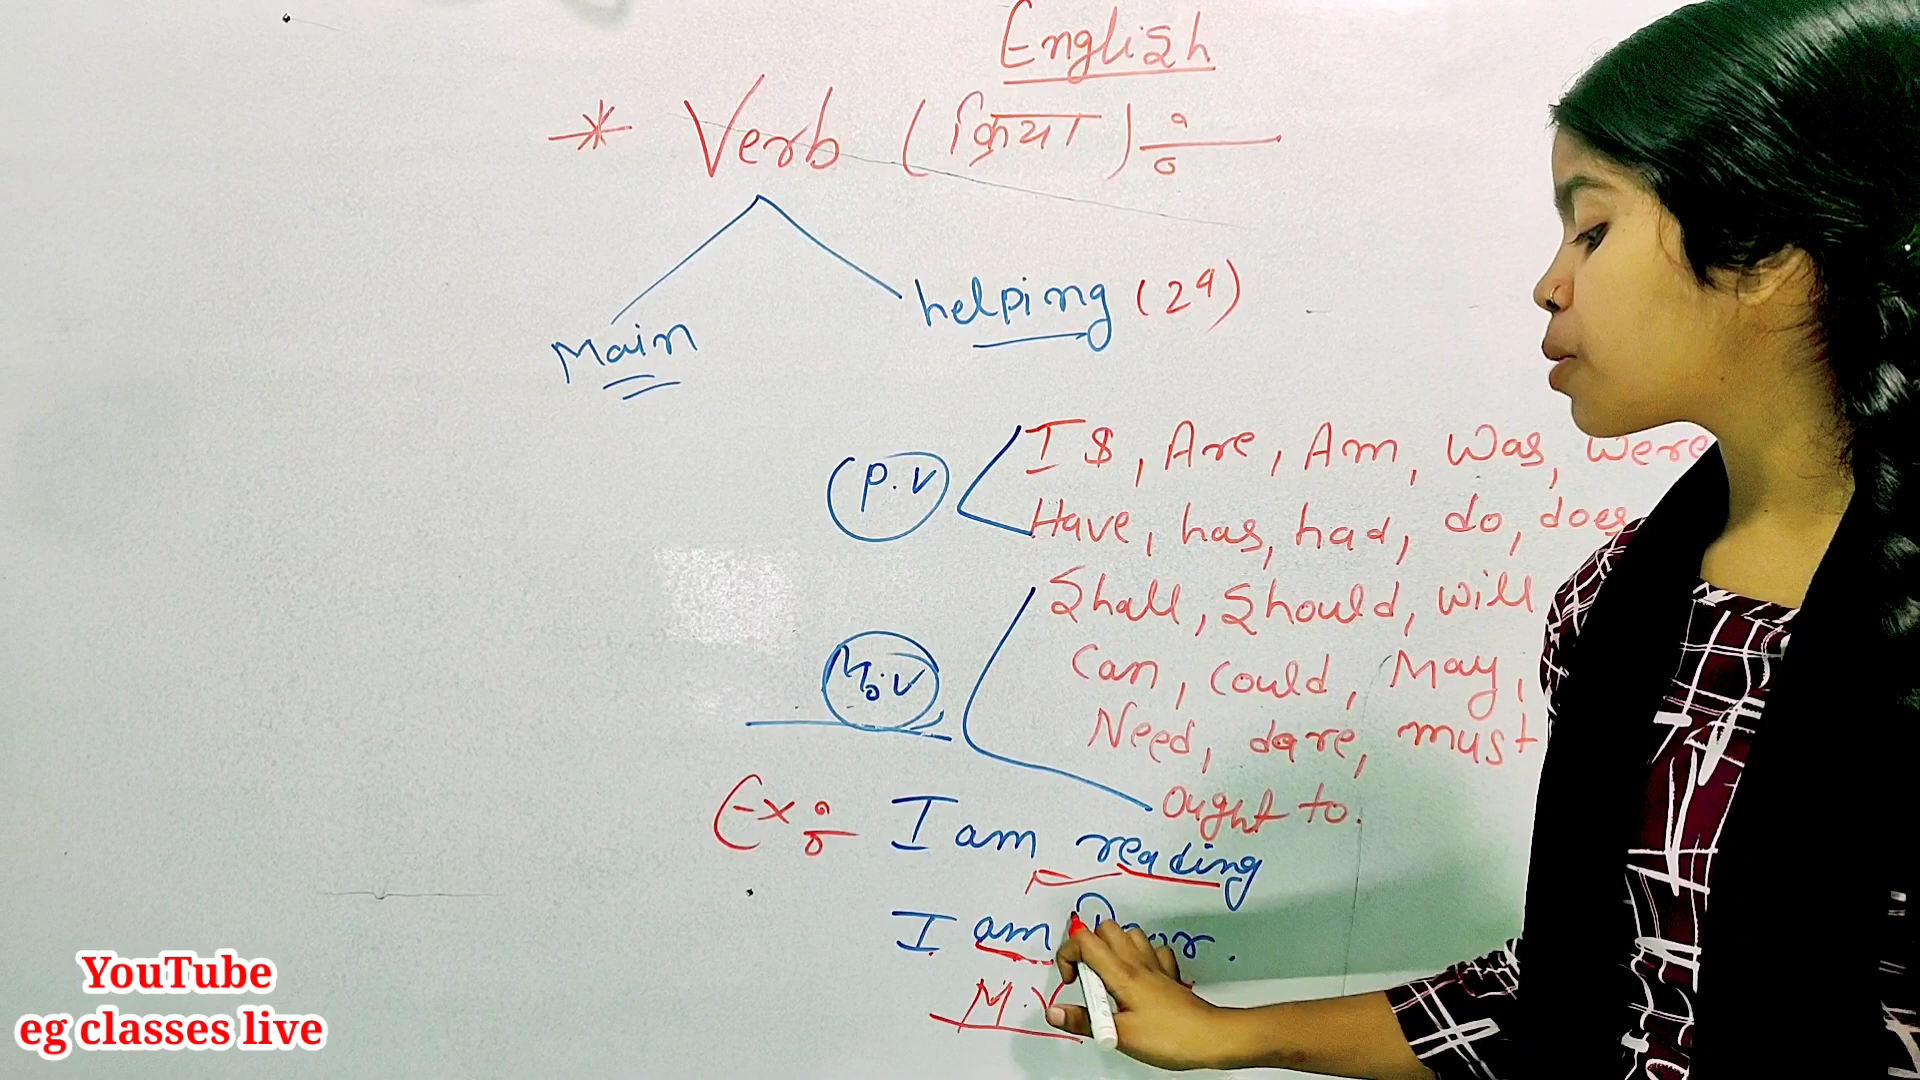 English
* Verb (क्रिया) :-
Main
helping (24)
P.V
Is, Are, Am, Was, Were
Have, has, had, do, does
Mo.V
Shall, Should, Will
Can, Could, May,
Need, dare, must
Ought to.
Ex:- I am reading
I am
M.V
YouTube
eg classes live